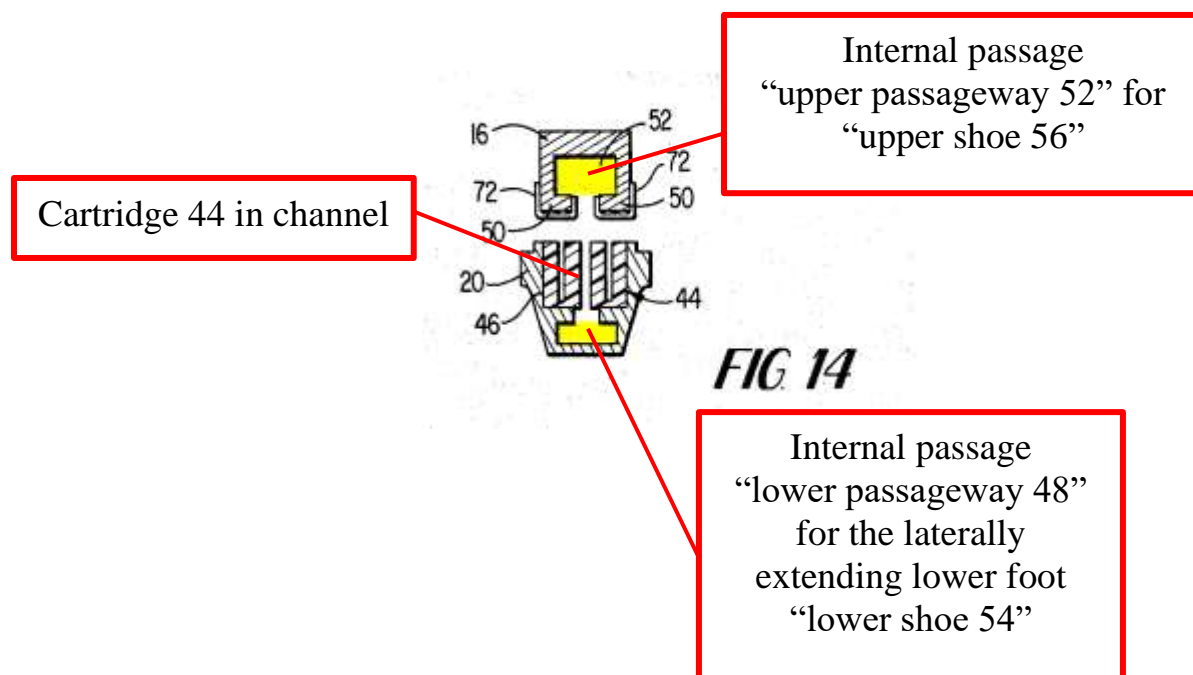 Internal passage
“upper passageway 52” for
“upper shoe 56”
Cartridge 44 in channel
16
52
72
72
50
50
20
46
44
FIG 14
Internal passage
“lower passageway 48”
for the laterally
extending lower foot
“lower shoe 54”